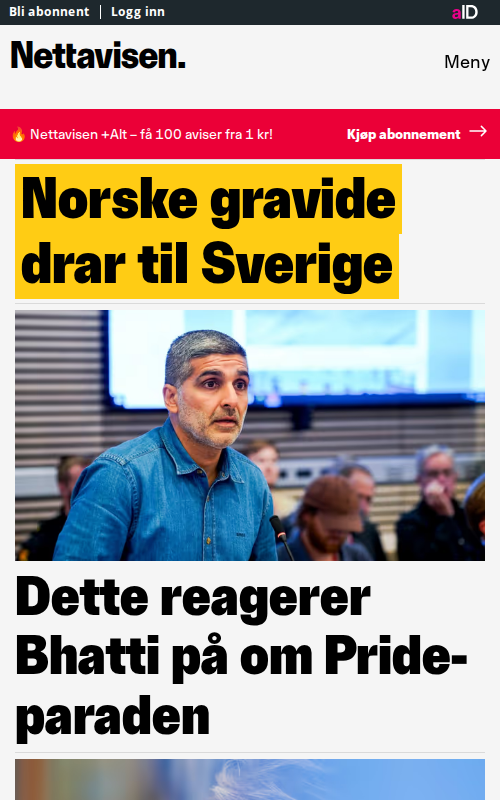 Bli abonnent | Logg inn
aID
Nettavisen.
Meny
🔥 Nettavisen +Alt – få 100 aviser fra 1 kr!
Kjøp abonnement →
Norske gravide
drar til Sverige
Dette reagerer
Bhatti på om Pride-
paraden